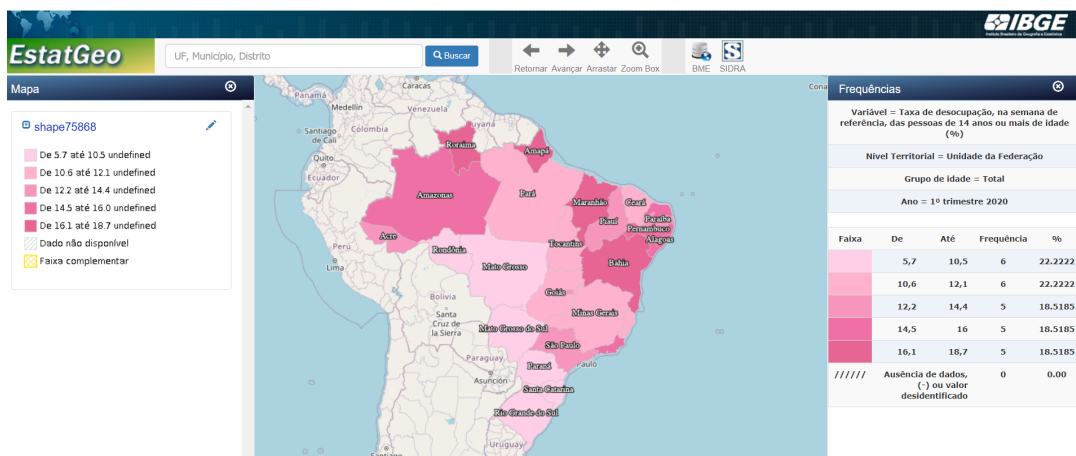 IBGE
Instituto Brasileiro de Geografia e Estatística
EstatGeo
UF, Município, Distrito
Buscar
Retornar Avançar Arrastar Zoom Box
BME SIDRA
Mapa
shape75868
De 5.7 até 10.5 undefined
De 10.6 até 12.1 undefined
De 12.2 até 14.4 undefined
De 14.5 até 16.0 undefined
De 16.1 até 18.7 undefined
Dado não disponível
Faixa complementar
Caracas
Panamá
Medellín
Venezuela
Guyana
Santiago de Cali
Colombia
Roraima
Amapá
Quito
Ecuador
Amazonas
Pará
Maranhão
Ceará
Piauí
Paraíba
Pernambuco
Alagoas
Acre
Rondônia
Tocantins
Perú
Lima
Mato Grosso
Bahia
Bolivia
Goiás
Santa
Cruz de
la Sierra
Minas Gerais
Mato Grosso do Sul
São Paulo
Paulo
Paraguay
Paraná
Asunción
Santa Catarina
Rio Grande do Sul
Uruguay
Santiago
Cona
Frequências
Variável = Taxa de desocupação, na semana de
referência, das pessoas de 14 anos ou mais de idade
(%)
Nível Territorial = Unidade da Federação
Grupo de idade = Total
Ano = 1º trimestre 2020
Faixa De Até Frequência %
5,7 10,5 6 22.2222
10,6 12,1 6 22.2222
12,2 14,4 5 18.5185
14,5 16 5 18.5185
16,1 18,7 5 18.5185
////// Ausência de dados, 0 0.00
(-) ou valor
desidentificado